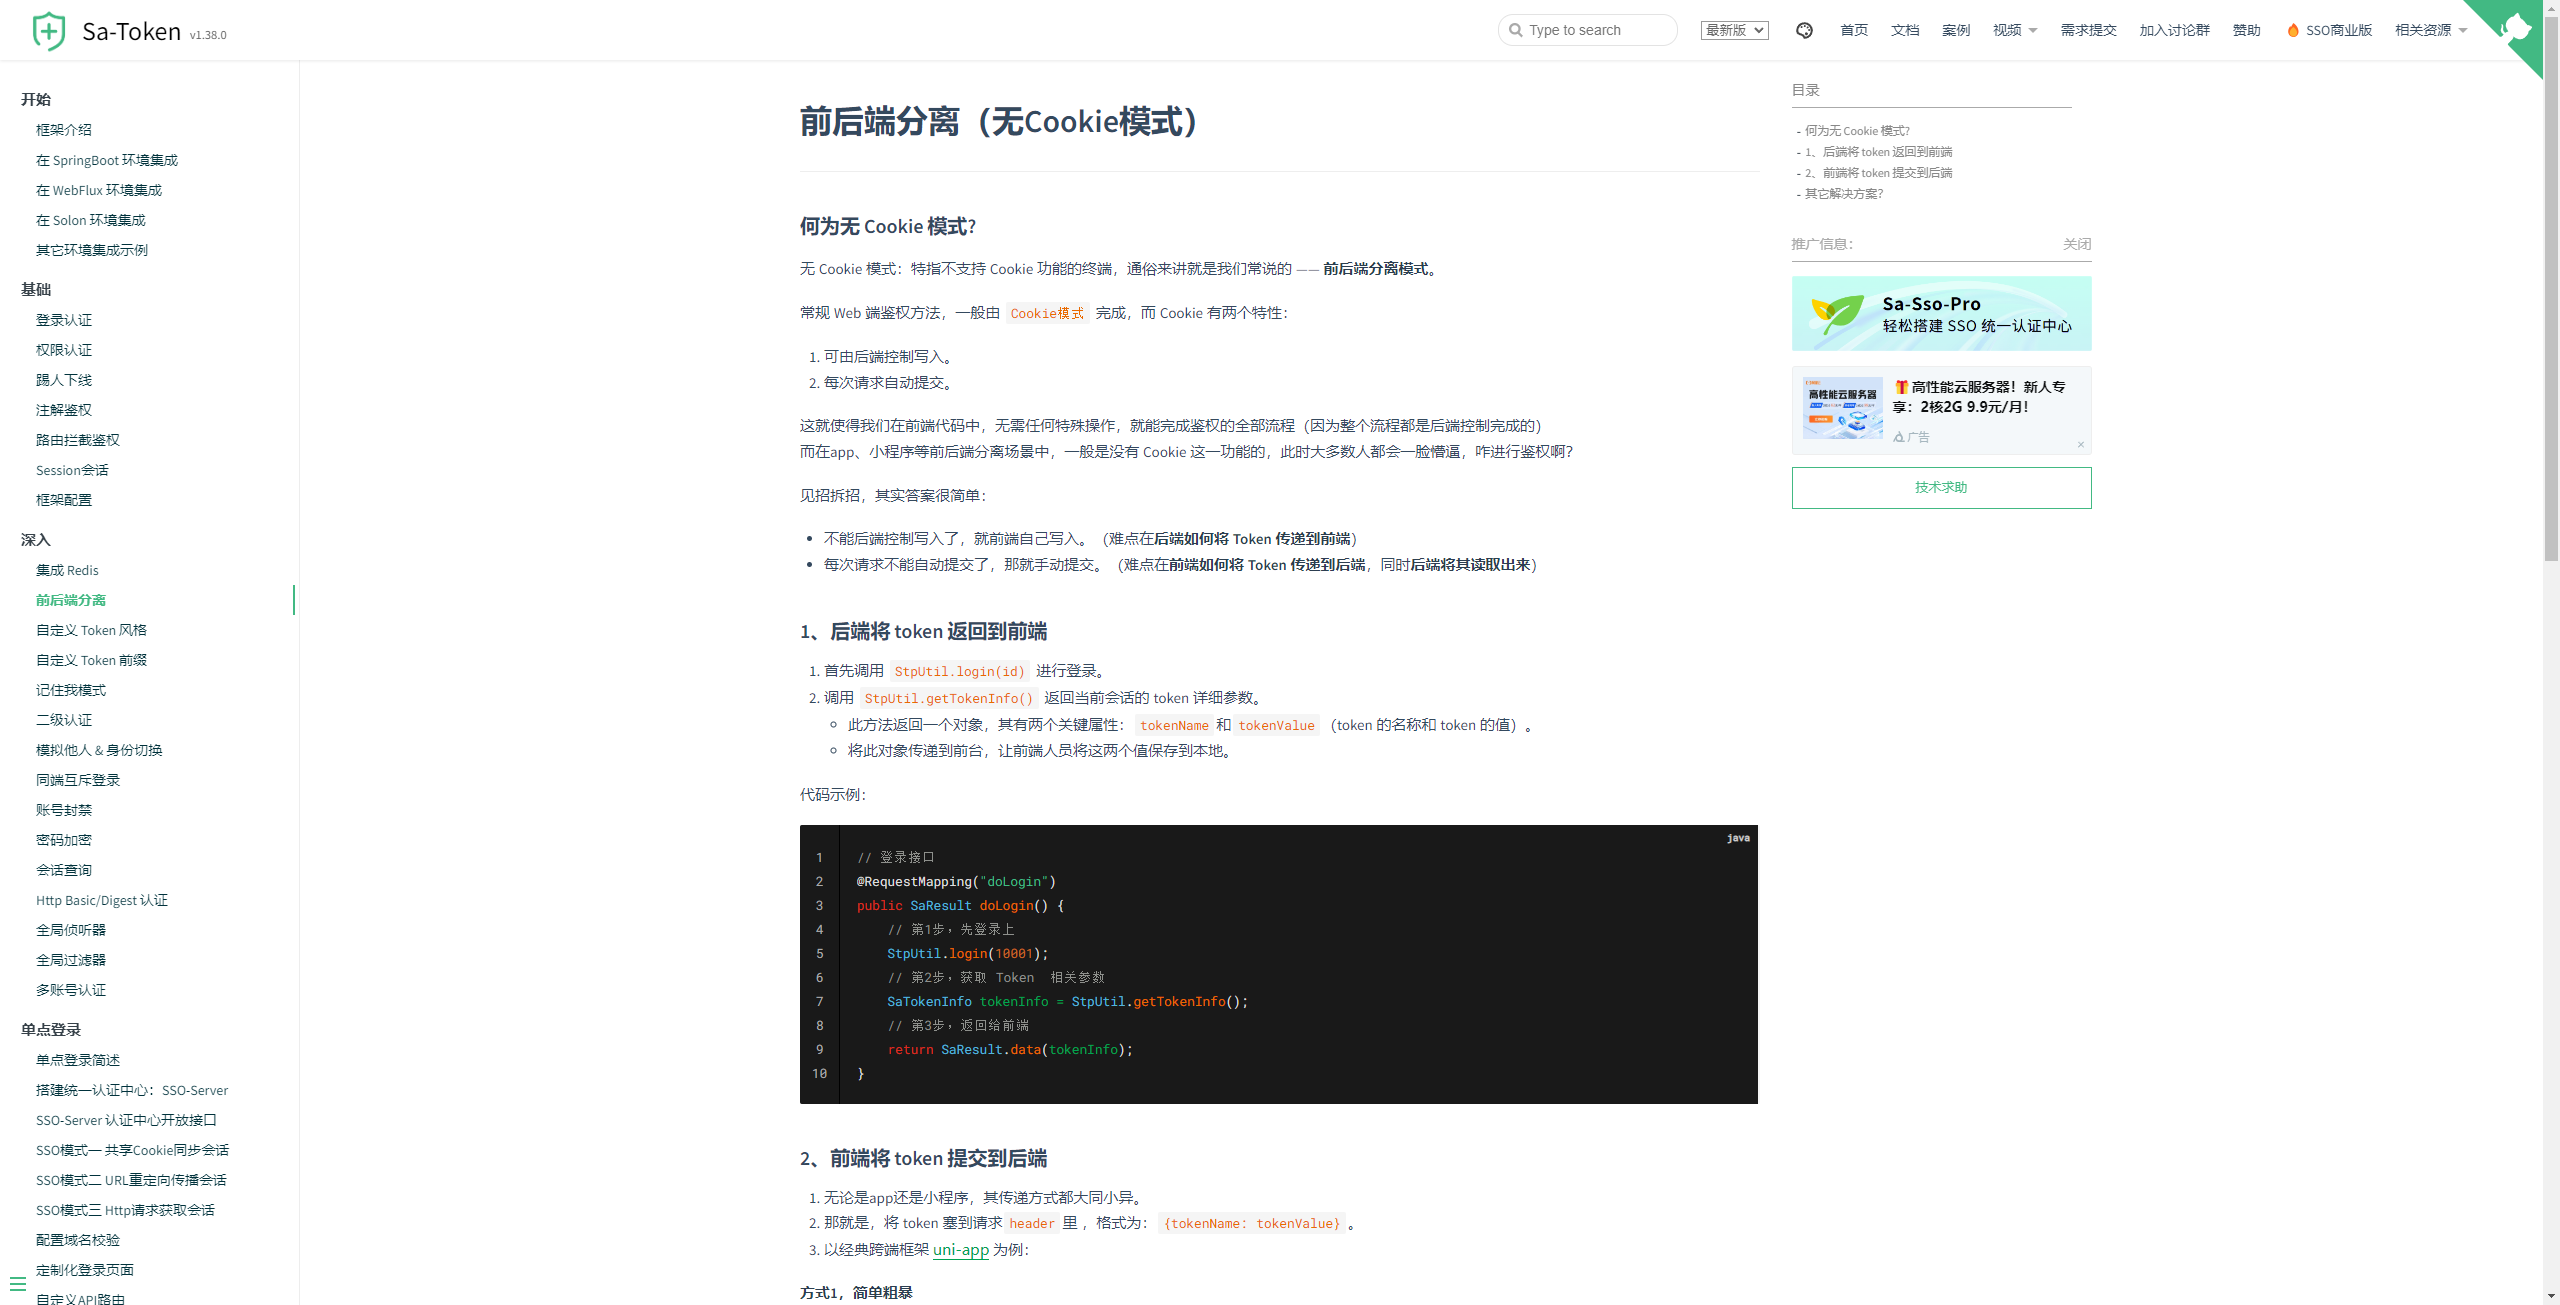 Sa-Token v1.38.0
Type to search
最新版
首页
文档
案例
视频
需求提交
加入讨论群
赞助
SSO商业版
相关资源
开始
框架介绍
在 SpringBoot 环境集成
在 WebFlux 环境集成
在 Solon 环境集成
其它环境集成示例
基础
登录认证
权限认证
踢人下线
注解鉴权
路由拦截鉴权
Session会话
框架配置
深入
集成 Redis
前后端分离
自定义 Token 风格
自定义 Token 前缀
记住我模式
二级认证
模拟他人 & 身份切换
同端互斥登录
账号封禁
密码加密
会话查询
Http Basic/Digest 认证
全局侦听器
全局过滤器
多账号认证
单点登录
单点登录简述
搭建统一认证中心：SSO-Server
SSO-Server 认证中心开放接口
SSO模式一 共享Cookie同步会话
SSO模式二 URL重定向传播会话
SSO模式三 Http请求获取会话
配置域名校验
定制化登录页面
自定义API路由
前后端分离（无Cookie模式）
何为无 Cookie 模式？
无 Cookie 模式：特指不支持 Cookie 功能的终端，通俗来讲就是我们常说的 —— 前后端分离模式。
常规 Web 端鉴权方法，一般由 Cookie模式 完成，而 Cookie 有两个特性：
1. 可由后端控制写入。
2. 每次请求自动提交。
这就使得我们在前端代码中，无需任何特殊操作，就能完成鉴权的全部流程（因为整个流程都是后端控制完成的）
而在app、小程序等前后端分离场景中，一般是没有 Cookie 这一功能的，此时大多数人都会一脸懵逼，咋进行鉴权啊？
见招拆招，其实答案很简单：
• 不能后端控制写入了，就前端自己写入。（难点在后端如何将 Token 传递到前端）
• 每次请求不能自动提交了，那就手动提交。（难点在前端如何将 Token 传递到后端，同时后端将其读取出来）
1、后端将 token 返回到前端
1. 首先调用 StpUtil.login(id) 进行登录。
2. 调用 StpUtil.getTokenInfo() 返回当前会话的 token 详细参数。
◦ 此方法返回一个对象，其有两个关键属性：tokenName 和 tokenValue （token 的名称和 token 的值）。
◦ 将此对象传递到前台，让前端人员将这两个值保存到本地。
代码示例：
java
1 // 登录接口
2 @RequestMapping("doLogin")
3 public SaResult doLogin() {
4 // 第1步，先登录上
5 StpUtil.login(10001);
6 // 第2步，获取 Token  相关参数
7 SaTokenInfo tokenInfo = StpUtil.getTokenInfo();
8 // 第3步，返回给前端
9 return SaResult.data(tokenInfo);
10 }
2、前端将 token 提交到后端
1. 无论是app还是小程序，其传递方式都大同小异。
2. 那就是，将 token 塞到请求 header 里 ，格式为：{tokenName: tokenValue} 。
3. 以经典跨端框架 uni-app 为例：
方式1，简单粗暴
目录
- 何为无 Cookie 模式？
- 1、后端将 token 返回到前端
- 2、前端将 token 提交到后端
- 其它解决方案？
推广信息：
关闭
Sa-Sso-Pro
轻松搭建 SSO 统一认证中心
高性能云服务器
高性能云服务器！新人专
享：2核2G 9.9元/月！
广告
×
技术求助